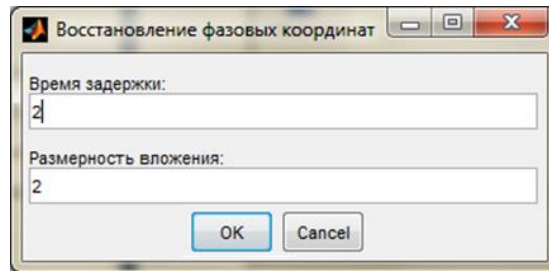 Восстановление фазовых координат
Время задержки:
2
Размерность вложения:
2
OK Cancel